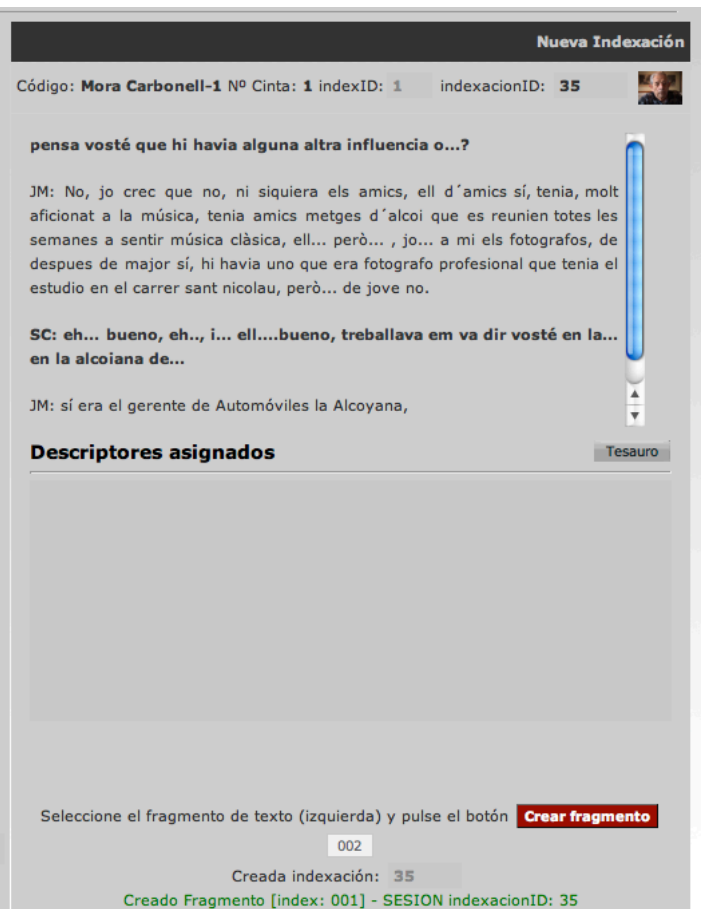 Nueva Indexación
Código: Mora Carbonell-1 Nº Cinta: 1 indexID: 1 indexacionID: 35
pensa vosté que hi havia alguna altra influencia o...?
JM: No, jo crec que no, ni siquiera els amics, ell d´amics sí, tenia, molt
aficionat a la música, tenia amics metges d´alcoi que es reunien totes les
semanes a sentir música clàsica, ell... però... , jo... a mi els fotografos, de
despues de major sí, hi havia uno que era fotografo profesional que tenia el
estudio en el carrer sant nicolau, però... de jove no.
SC: eh... bueno, eh.., i... ell....bueno, treballava em va dir vosté en la...
en la alcoiana de...
JM: sí era el gerente de Automóviles la Alcoyana,
Descriptores asignados
Tesauro
Seleccione el fragmento de texto (izquierda) y pulse el botón Crear fragmento
002
Creada indexación: 35
Creado Fragmento [index: 001] - SESION indexacionID: 35